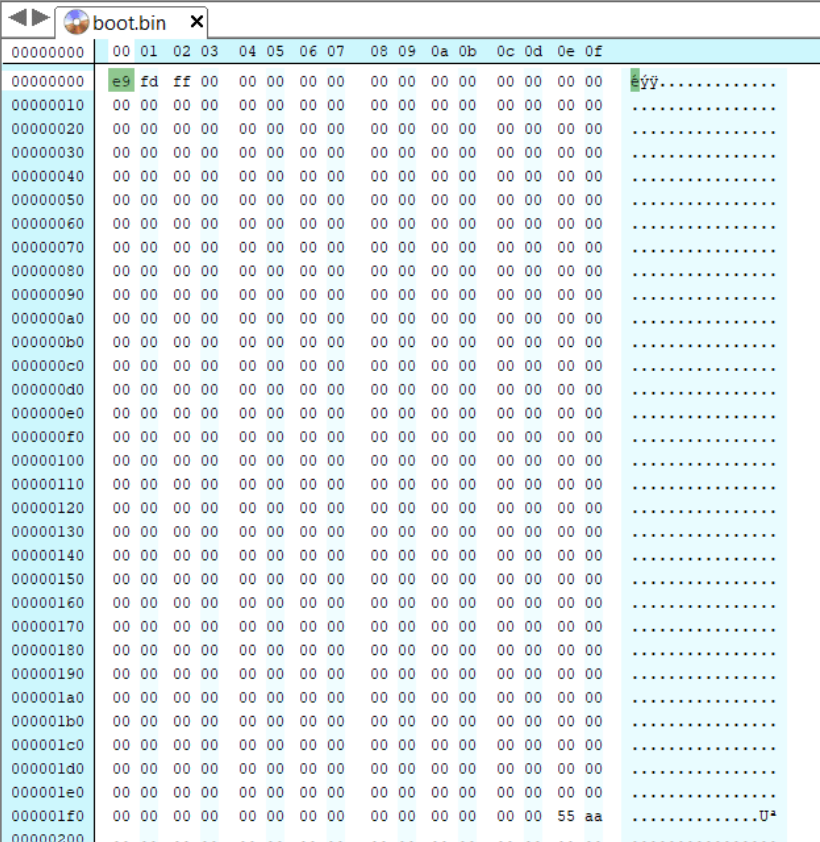 boot.bin ×
00000000 00 01 02 03 04 05 06 07 08 09 0a 0b 0c 0d 0e 0f
00000000 e9 fd ff 00 00 00 00 00 00 00 00 00 00 00 00 00 éýÿ.............
00000010 00 00 00 00 00 00 00 00 00 00 00 00 00 00 00 00 ................
00000020 00 00 00 00 00 00 00 00 00 00 00 00 00 00 00 00 ................
00000030 00 00 00 00 00 00 00 00 00 00 00 00 00 00 00 00 ................
00000040 00 00 00 00 00 00 00 00 00 00 00 00 00 00 00 00 ................
00000050 00 00 00 00 00 00 00 00 00 00 00 00 00 00 00 00 ................
00000060 00 00 00 00 00 00 00 00 00 00 00 00 00 00 00 00 ................
00000070 00 00 00 00 00 00 00 00 00 00 00 00 00 00 00 00 ................
00000080 00 00 00 00 00 00 00 00 00 00 00 00 00 00 00 00 ................
00000090 00 00 00 00 00 00 00 00 00 00 00 00 00 00 00 00 ................
000000a0 00 00 00 00 00 00 00 00 00 00 00 00 00 00 00 00 ................
000000b0 00 00 00 00 00 00 00 00 00 00 00 00 00 00 00 00 ................
000000c0 00 00 00 00 00 00 00 00 00 00 00 00 00 00 00 00 ................
000000d0 00 00 00 00 00 00 00 00 00 00 00 00 00 00 00 00 ................
000000e0 00 00 00 00 00 00 00 00 00 00 00 00 00 00 00 00 ................
000000f0 00 00 00 00 00 00 00 00 00 00 00 00 00 00 00 00 ................
00000100 00 00 00 00 00 00 00 00 00 00 00 00 00 00 00 00 ................
00000110 00 00 00 00 00 00 00 00 00 00 00 00 00 00 00 00 ................
00000120 00 00 00 00 00 00 00 00 00 00 00 00 00 00 00 00 ................
00000130 00 00 00 00 00 00 00 00 00 00 00 00 00 00 00 00 ................
00000140 00 00 00 00 00 00 00 00 00 00 00 00 00 00 00 00 ................
00000150 00 00 00 00 00 00 00 00 00 00 00 00 00 00 00 00 ................
00000160 00 00 00 00 00 00 00 00 00 00 00 00 00 00 00 00 ................
00000170 00 00 00 00 00 00 00 00 00 00 00 00 00 00 00 00 ................
00000180 00 00 00 00 00 00 00 00 00 00 00 00 00 00 00 00 ................
00000190 00 00 00 00 00 00 00 00 00 00 00 00 00 00 00 00 ................
000001a0 00 00 00 00 00 00 00 00 00 00 00 00 00 00 00 00 ................
000001b0 00 00 00 00 00 00 00 00 00 00 00 00 00 00 00 00 ................
000001c0 00 00 00 00 00 00 00 00 00 00 00 00 00 00 00 00 ................
000001d0 00 00 00 00 00 00 00 00 00 00 00 00 00 00 00 00 ................
000001e0 00 00 00 00 00 00 00 00 00 00 00 00 00 00 00 00 ................
000001f0 00 00 00 00 00 00 00 00 00 00 00 00 00 00 55 aa ..............Uª
00000200